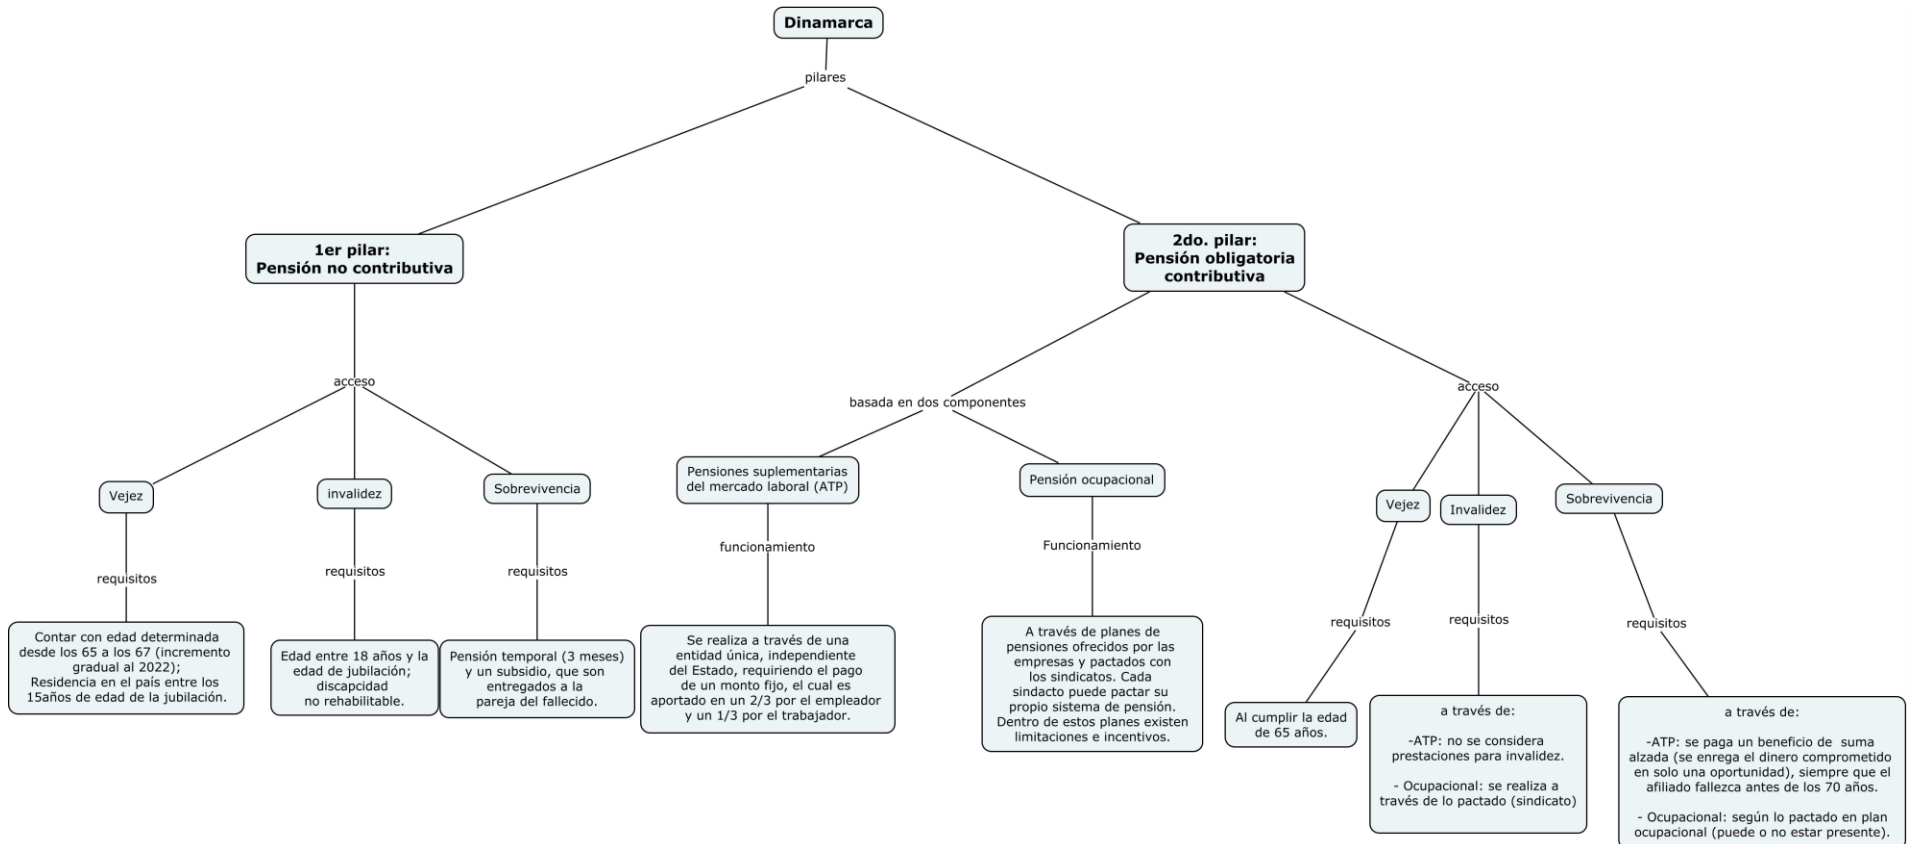 Dinamarca
pilares
1er pilar:
Pensión no contributiva
acceso
Vejez
requisitos
Contar con edad determinada
desde los 65 a los 67 (incremento
gradual al 2022);
Residencia en el país entre los
15años de edad de la jubilación.
invalidez
requisitos
Edad entre 18 años y la
edad de jubilación;
discapcidad
no rehabilitable.
Sobrevivencia
requisitos
Pensión temporal (3 meses)
y un subsidio, que son
entregados a la
pareja del fallecido.
2do. pilar:
Pensión obligatoria
contributiva
basada en dos componentes
Pensiones suplementarias
del mercado laboral (ATP)
funcionamiento
Se realiza a través de una
entidad única, independiente
del Estado, requiriendo el pago
de un monto fijo, el cual es
aportado en un 2/3 por el empleador
y un 1/3 por el trabajador.
Pensión ocupacional
Funcionamiento
A través de planes de
pensiones ofrecidos por las
empresas y pactados con
los sindicatos. Cada
sindacto puede pactar su
propio sistema de pensión.
Dentro de estos planes existen
limitaciones e incentivos.
acceso
Vejez
requisitos
Al cumplir la edad
de 65 años.
Invalidez
requisitos
a través de:
-ATP: no se considera
prestaciones para invalidez.
- Ocupacional: se realiza a
través de lo pactado (sindicato)
Sobrevivencia
requisitos
a través de:
-ATP: se paga un beneficio de suma
alzada (se enrega el dinero comprometido
en solo una oportunidad), siempre que el
afiliado fallezca antes de los 70 años.
- Ocupacional: según lo pactado en plan
ocupacional (puede o no estar presente).